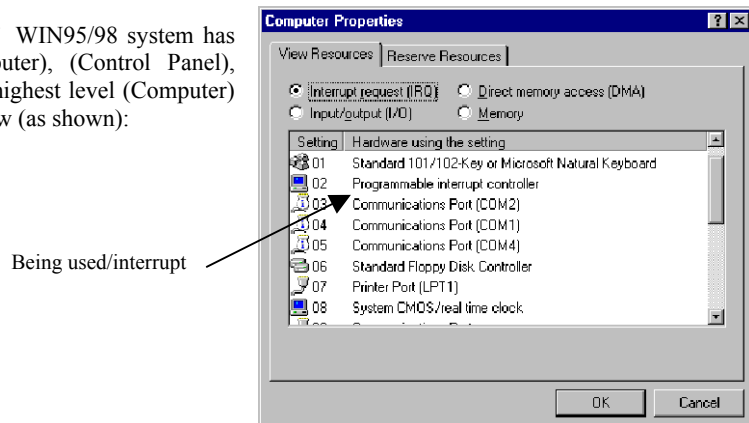 WIN95/98 system has
(Control Panel),
highest level (Computer)
(as shown):
Being used/interrupt
Computer Properties
View Resources
Reserve Resources
Interrupt request (IRQ)
Direct memory access (DMA)
Input/output (I/O)
Memory
Setting Hardware using the setting
01 Standard 101/102-Key or Microsoft Natural Keyboard
02 Programmable interrupt controller
03 Communications Port (COM2)
04 Communications Port (COM1)
05 Communications Port (COM4)
06 Standard Floppy Disk Controller
07 Printer Port (LPT1)
08 System CMOS/real time clock
OK
Cancel